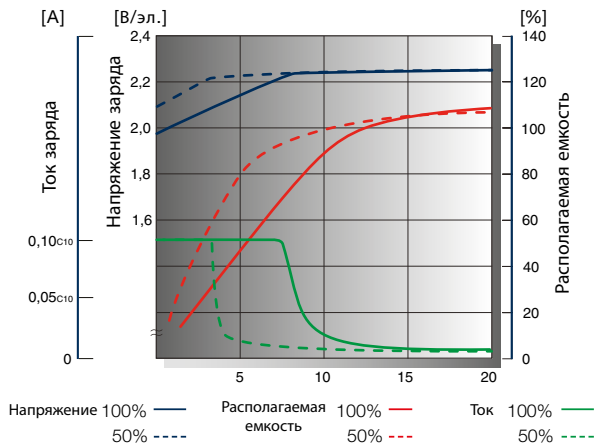 [А] [В/эл.] [%]
2,4 140
2,2 120
2,0 100
1,8 80
1,6 60
0,10C10 40
0,05C10 20
0 0
≈
Ток заряда
Напряжение заряда
Располагаемая емкость
5 10 15 20
Напряжение 100% Располагаемая емкость 100% Ток 100%
50% 50% 50%